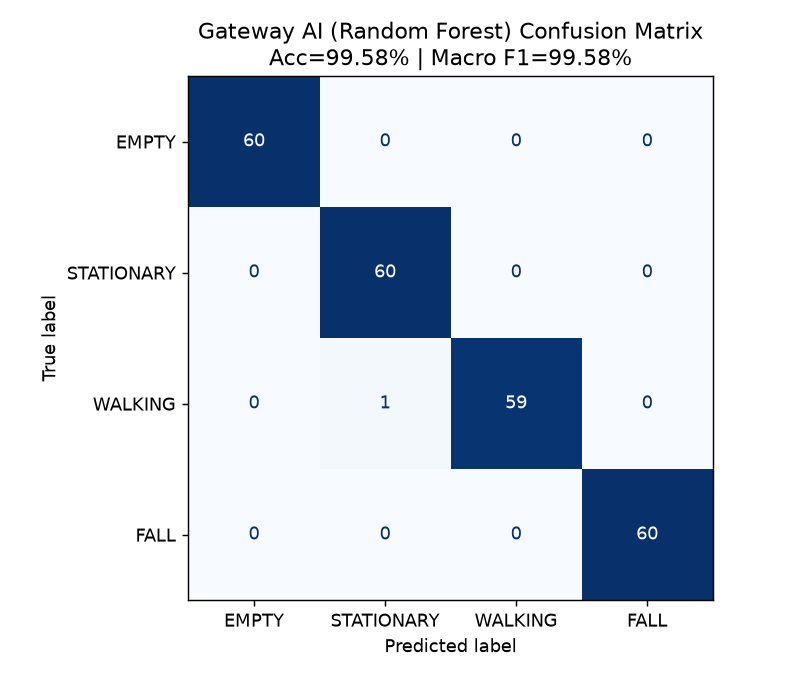 Gateway AI (Random Forest) Confusion Matrix
Acc=99.58% | Macro F1=99.58%
True label
EMPTY 60 0 0 0
STATIONARY 0 60 0 0
WALKING 0 1 59 0
FALL 0 0 0 60
EMPTY STATIONARY WALKING FALL
Predicted label